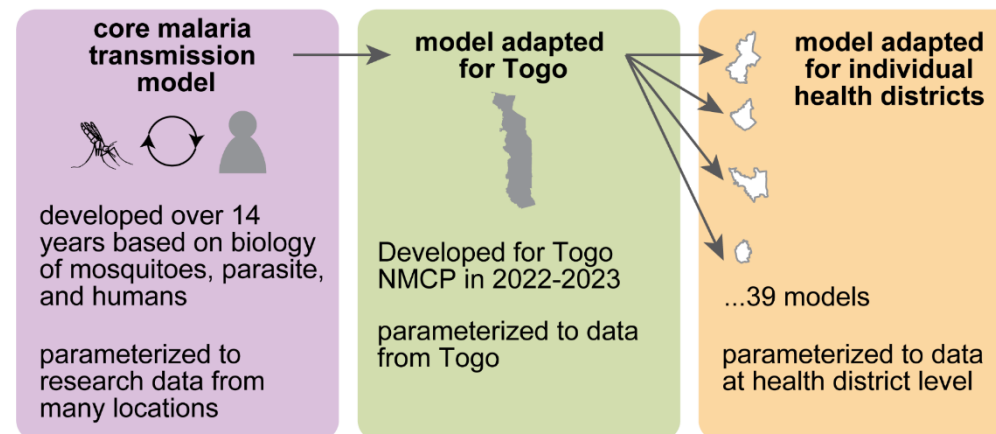 core malaria
transmission
model
developed over 14
years based on biology
of mosquitoes, parasite,
and humans
parameterized to
research data from
many locations
model adapted
for Togo
Developed for Togo
NMCP in 2022-2023
parameterized to data
from Togo
model adapted
for individual
health districts
...39 models
parameterized to data
at health district level